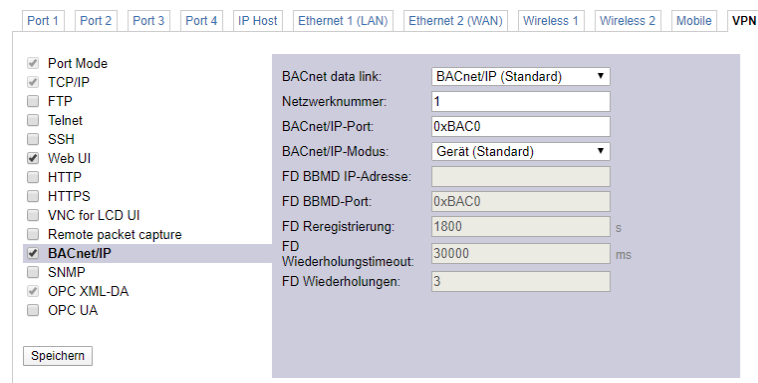 Port 1 Port 2 Port 3 Port 4 IP Host Ethernet 1 (LAN) Ethernet 2 (WAN) Wireless 1 Wireless 2 Mobile VPN
Port Mode
TCP/IP
FTP
Telnet
SSH
Web UI
HTTP
HTTPS
VNC for LCD UI
Remote packet capture
BACnet/IP
SNMP
OPC XML-DA
OPC UA
Speichern
BACnet data link: BACnet/IP (Standard)
Netzwerknummer: 1
BACnet/IP-Port: 0xBAC0
BACnet/IP-Modus: Gerät (Standard)
FD BBMD IP-Adresse:
FD BBMD-Port: 0xBAC0
FD Reregistrierung: 1800 s
FD
Wiederholungstimeout: 30000 ms
FD Wiederholungen: 3